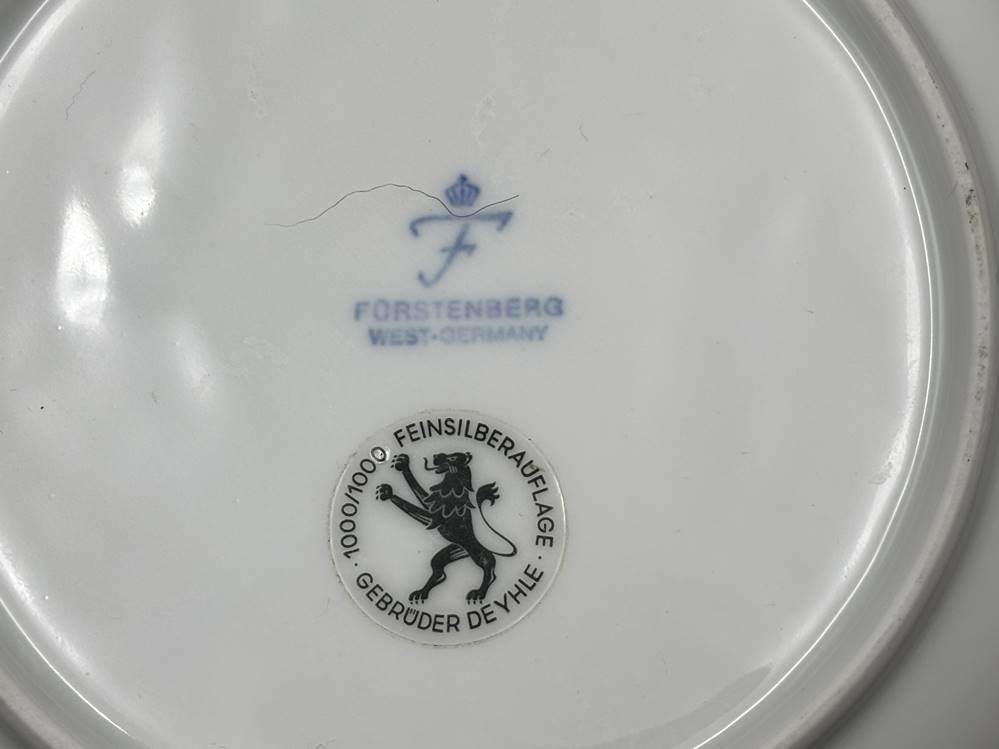 F
FÜRSTENBERG
WEST-GERMANY
1000/1000 FEINSILBERAUFLAGE
· GEBRÜDER DEYHLE ·